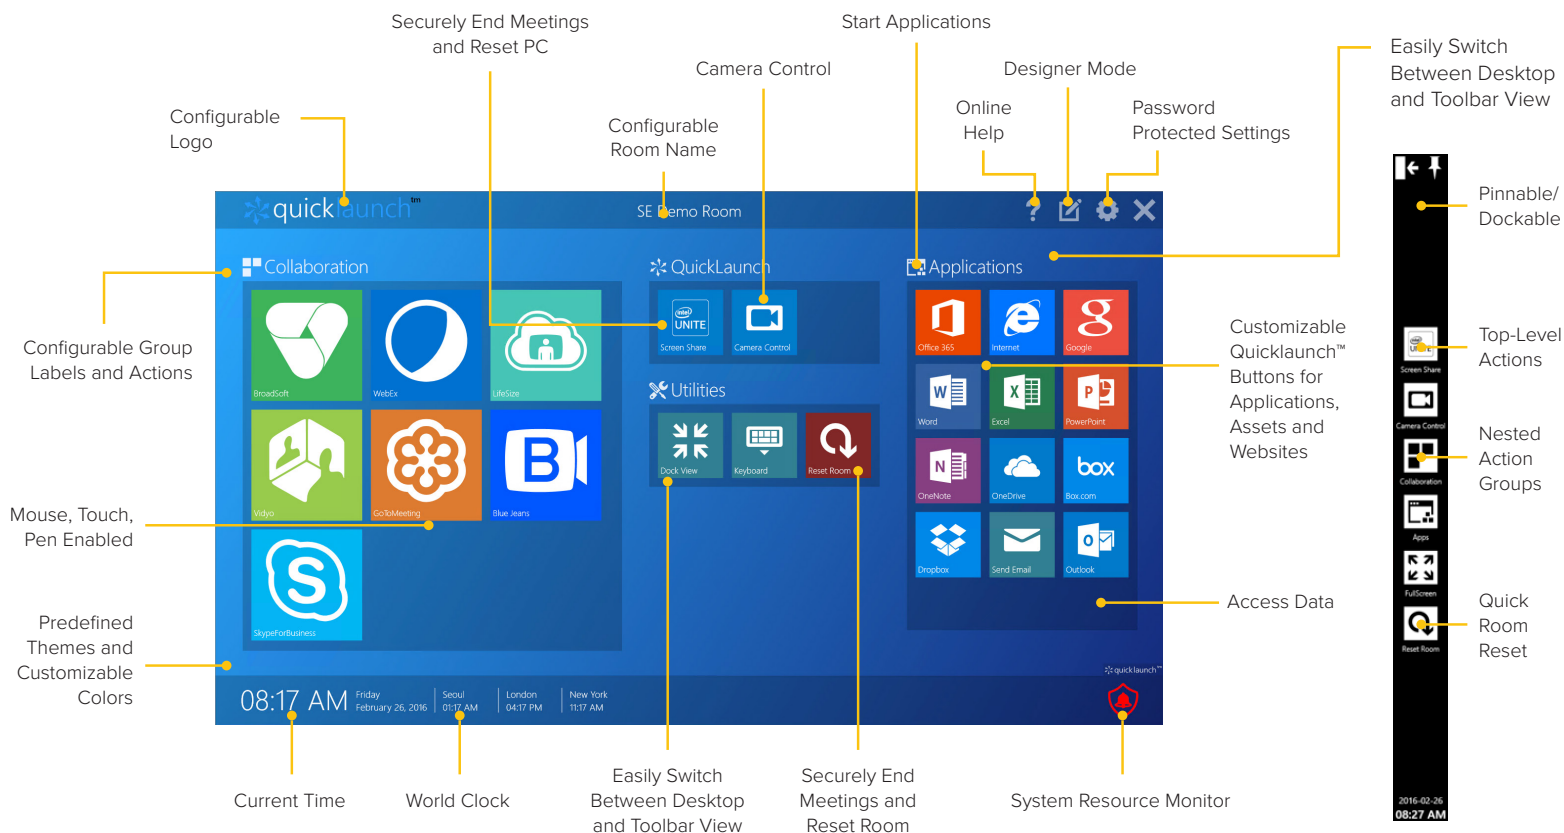 Securely End Meetings
and Reset PC
Start Applications
Camera Control
Designer Mode
Easily Switch
Between Desktop
and Toolbar View
Configurable
Logo
Configurable
Room Name
Online
Help
Password
Protected Settings
quicklaunch™
SE Demo Room
?
Pinnable/
Dockable
Collaboration
QuickLaunch
Applications
BroadSoft
WebEx
LifeSize
intel
UNITE
Screen Share
Camera Control
Office 365
Internet
Google
Configurable Group
Labels and Actions
Customizable
Quicklaunch™
Buttons for
Applications,
Assets and
Websites
Utilities
Dock View
Keyboard
Reset Room
Word
Excel
PowerPoint
OneNote
OneDrive
box
Box.com
Vidyo
GoToMeeting
B
Blue Jeans
Mouse, Touch,
Pen Enabled
Dropbox
Send Email
Outlook
S
SkypeForBusiness
Access Data
Predefined
Themes and
Customizable
Colors
quicklaunch™
08:17 AM
Friday
February 26, 2016
Seoul
01:17 AM
London
04:17 PM
New York
11:17 AM
Current Time
World Clock
Easily Switch
Between Desktop
and Toolbar View
Securely End
Meetings and
Reset Room
System Resource Monitor
Screen Share
Top-Level
Actions
Camera Control
Collaboration
Nested
Action
Groups
Apps
FullScreen
Reset Room
Quick
Room
Reset
2016-02-26
08:27 AM